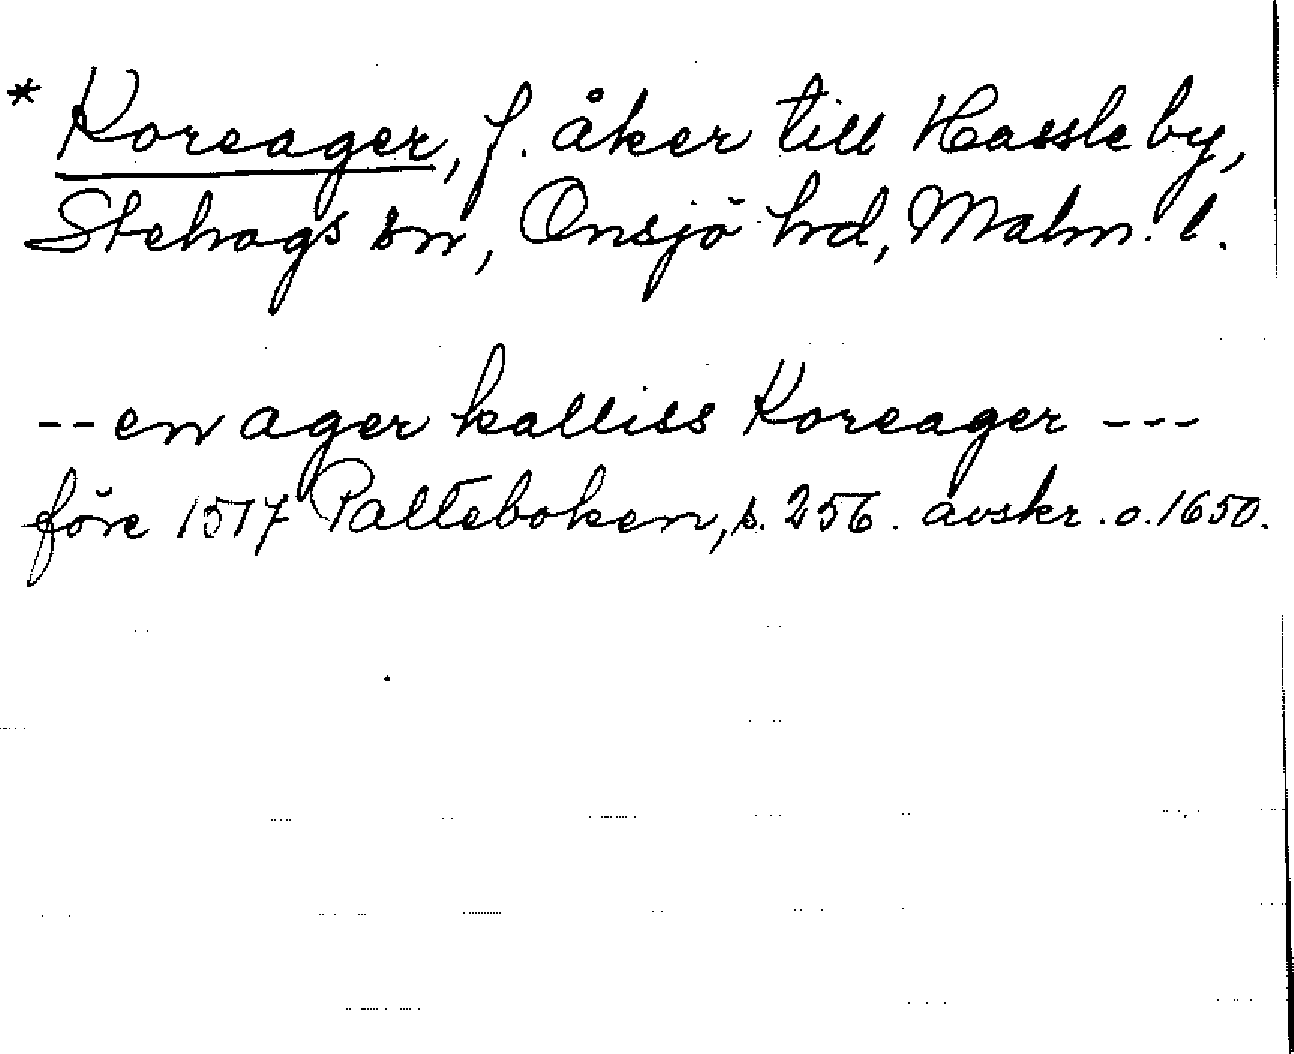 * Koreager, f. åker till Hassleby,
Stehags sn, Onsjö hd, Malm. l.
-- en ager kalliss Koreager ---
före 1517 Palteboken, s. 256. avskr. o. 1650.